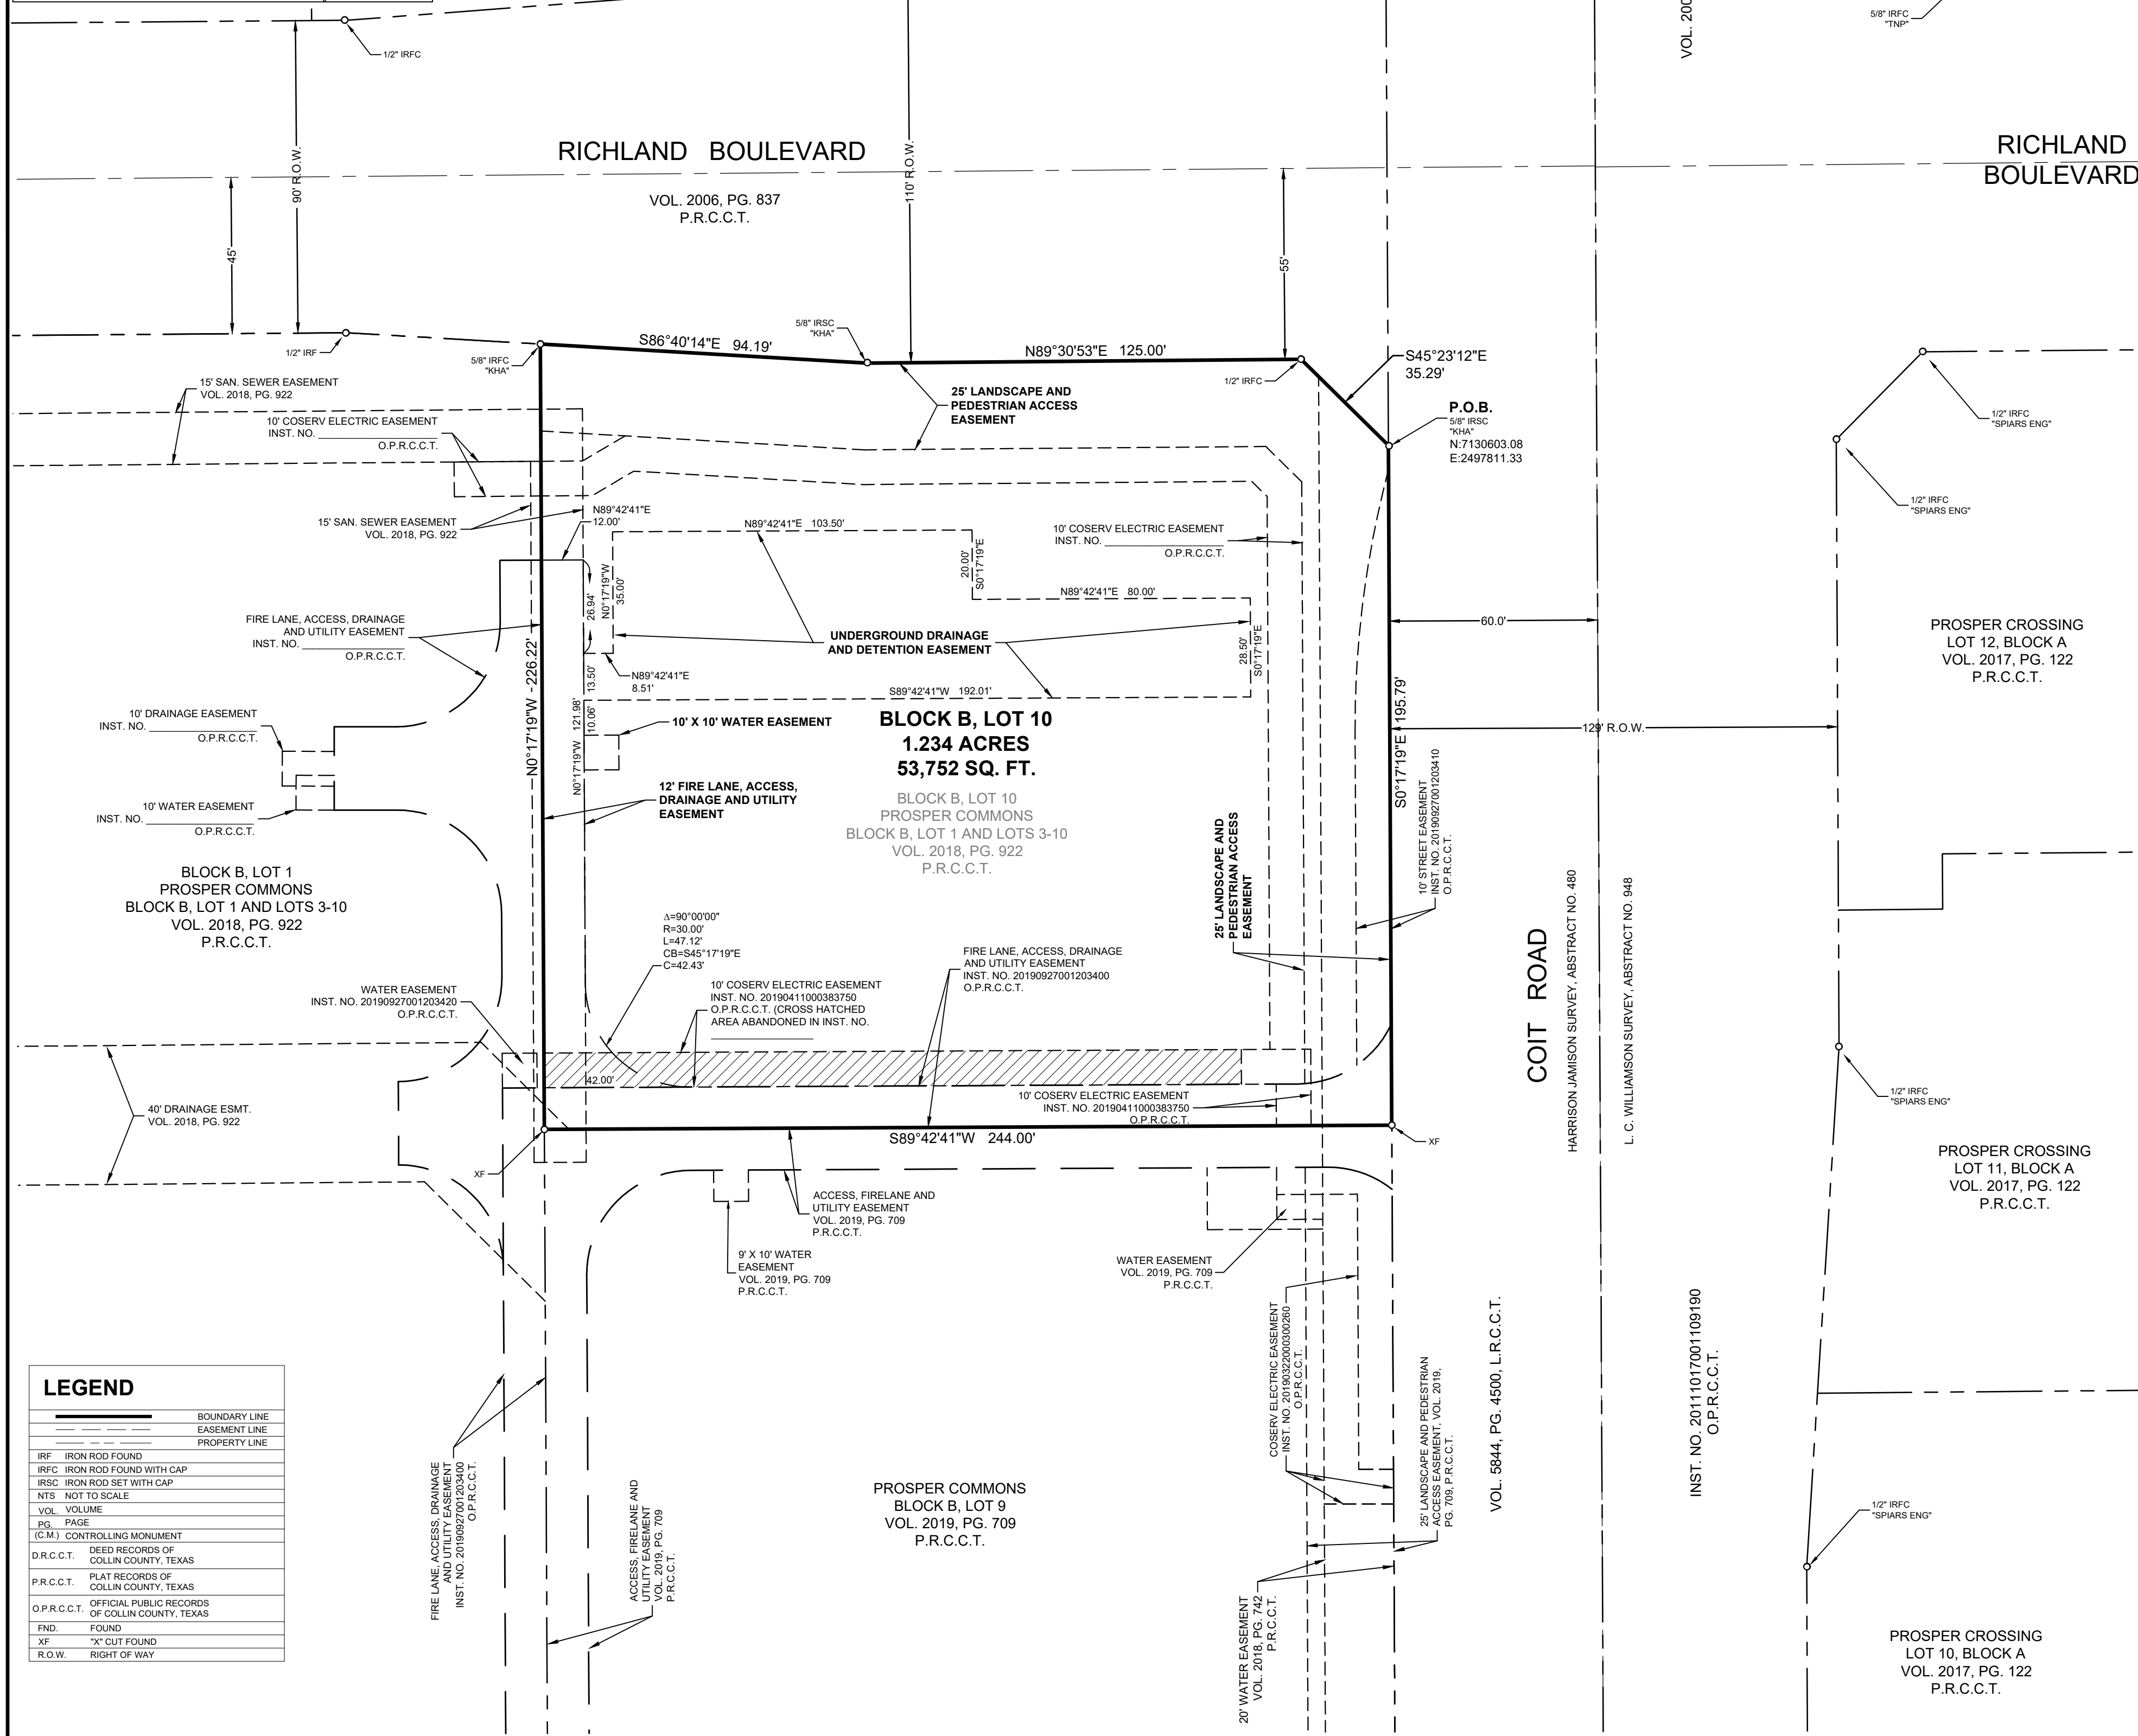 1/2" IRFC
90' R.O.W.
110' R.O.W.
VOL. 200
5/8" IRFC
"TNP"
RICHLAND BOULEVARD
VOL. 2006, PG. 837
P.R.C.C.T.
RICHLAND
BOULEVARD
45'
55'
1/2" IRF
5/8" IRFC
"KHA"
S86°40'14"E 94.19'
5/8" IRSC
"KHA"
N89°30'53"E 125.00'
1/2" IRFC
S45°23'12"E
35.29'
P.O.B.
5/8" IRSC
"KHA"
N:7130603.08
E:2497811.33
1/2" IRFC
"SPIARS ENG"
1/2" IRFC
"SPIARS ENG"
15' SAN. SEWER EASEMENT
VOL. 2018, PG. 922
10' COSERV ELECTRIC EASEMENT
INST. NO. ____________
O.P.R.C.C.T.
25' LANDSCAPE AND
PEDESTRIAN ACCESS
EASEMENT
15' SAN. SEWER EASEMENT
VOL. 2018, PG. 922
N89°42'41"E
12.00'
N89°42'41"E 103.50'
10' COSERV ELECTRIC EASEMENT
INST. NO. ____________
O.P.R.C.C.T.
26.94'
N0°17'19"W
35.00'
20.00'
S0°17'19"E
N89°42'41"E 80.00'
FIRE LANE, ACCESS, DRAINAGE
AND UTILITY EASEMENT
INST. NO. ____________
O.P.R.C.C.T.
UNDERGROUND DRAINAGE
AND DETENTION EASEMENT
28.50'
S0°17'19"E
60.0'
PROSPER CROSSING
LOT 12, BLOCK A
VOL. 2017, PG. 122
P.R.C.C.T.
N0°17'19"W 226.22'
13.50'
N89°42'41"E
8.51'
S89°42'41"W 192.01'
10' DRAINAGE EASEMENT
INST. NO. ____________
O.P.R.C.C.T.
N0°17'19"W 121.98'
10.06'
10' X 10' WATER EASEMENT
BLOCK B, LOT 10
1.234 ACRES
53,752 SQ. FT.
S0°17'19"E 195.79'
129' R.O.W.
10' WATER EASEMENT
INST. NO. ____________
O.P.R.C.C.T.
12' FIRE LANE, ACCESS,
DRAINAGE AND UTILITY
EASEMENT
BLOCK B, LOT 10
PROSPER COMMONS
BLOCK B, LOT 1 AND LOTS 3-10
VOL. 2018, PG. 922
P.R.C.C.T.
25' LANDSCAPE AND
PEDESTRIAN ACCESS
EASEMENT
10' STREET EASEMENT
INST. NO. 20190927001203410
O.P.R.C.C.T.
BLOCK B, LOT 1
PROSPER COMMONS
BLOCK B, LOT 1 AND LOTS 3-10
VOL. 2018, PG. 922
P.R.C.C.T.
Δ=90°00'00"
R=30.00'
L=47.12'
CB=S45°17'19"E
C=42.43'
FIRE LANE, ACCESS, DRAINAGE
AND UTILITY EASEMENT
INST. NO. 20190927001203400
O.P.R.C.C.T.
COIT ROAD
HARRISON JAMISON SURVEY, ABSTRACT NO. 480
L. C. WILLIAMSON SURVEY, ABSTRACT NO. 948
WATER EASEMENT
INST. NO. 20190927001203420
O.P.R.C.C.T.
10' COSERV ELECTRIC EASEMENT
INST. NO. 20190411000383750
O.P.R.C.C.T. (CROSS HATCHED
AREA ABANDONED IN INST. NO.
____________
42.00'
10' COSERV ELECTRIC EASEMENT
INST. NO. 20190411000383750
O.P.R.C.C.T.
1/2" IRFC
"SPIARS ENG"
40' DRAINAGE ESMT.
VOL. 2018, PG. 922
S89°42'41"W 244.00'
XF
XF
PROSPER CROSSING
LOT 11, BLOCK A
VOL. 2017, PG. 122
P.R.C.C.T.
ACCESS, FIRELANE AND
UTILITY EASEMENT
VOL. 2019, PG. 709
P.R.C.C.T.
9' X 10' WATER
EASEMENT
VOL. 2019, PG. 709
P.R.C.C.T.
WATER EASEMENT
VOL. 2019, PG. 709
P.R.C.C.T.
COSERV ELECTRIC EASEMENT
INST. NO. 20190322000300260
O.P.R.C.C.T.
25' LANDSCAPE AND PEDESTRIAN
ACCESS EASEMENT, VOL. 2019,
PG. 709, P.R.C.C.T.
VOL. 5844, PG. 4500, L.R.C.C.T.
INST. NO. 20111017001109190
O.P.R.C.C.T.
LEGEND
BOUNDARY LINE
EASEMENT LINE
PROPERTY LINE
IRF IRON ROD FOUND
IRFC IRON ROD FOUND WITH CAP
IRSC IRON ROD SET WITH CAP
NTS NOT TO SCALE
VOL. VOLUME
PG. PAGE
(C.M.) CONTROLLING MONUMENT
D.R.C.C.T. DEED RECORDS OF
COLLIN COUNTY, TEXAS
P.R.C.C.T. PLAT RECORDS OF
COLLIN COUNTY, TEXAS
O.P.R.C.C.T. OFFICIAL PUBLIC RECORDS
OF COLLIN COUNTY, TEXAS
FND. FOUND
XF "X" CUT FOUND
R.O.W. RIGHT OF WAY
FIRE LANE, ACCESS, DRAINAGE
AND UTILITY EASEMENT
INST. NO. 20190927001203400
O.P.R.C.C.T.
ACCESS, FIRELANE AND
UTILITY EASEMENT
VOL. 2019, PG. 709
P.R.C.C.T.
PROSPER COMMONS
BLOCK B, LOT 9
VOL. 2019, PG. 709
P.R.C.C.T.
20' WATER EASEMENT
VOL. 2018, PG. 742
P.R.C.C.T.
1/2" IRFC
"SPIARS ENG"
PROSPER CROSSING
LOT 10, BLOCK A
VOL. 2017, PG. 122
P.R.C.C.T.